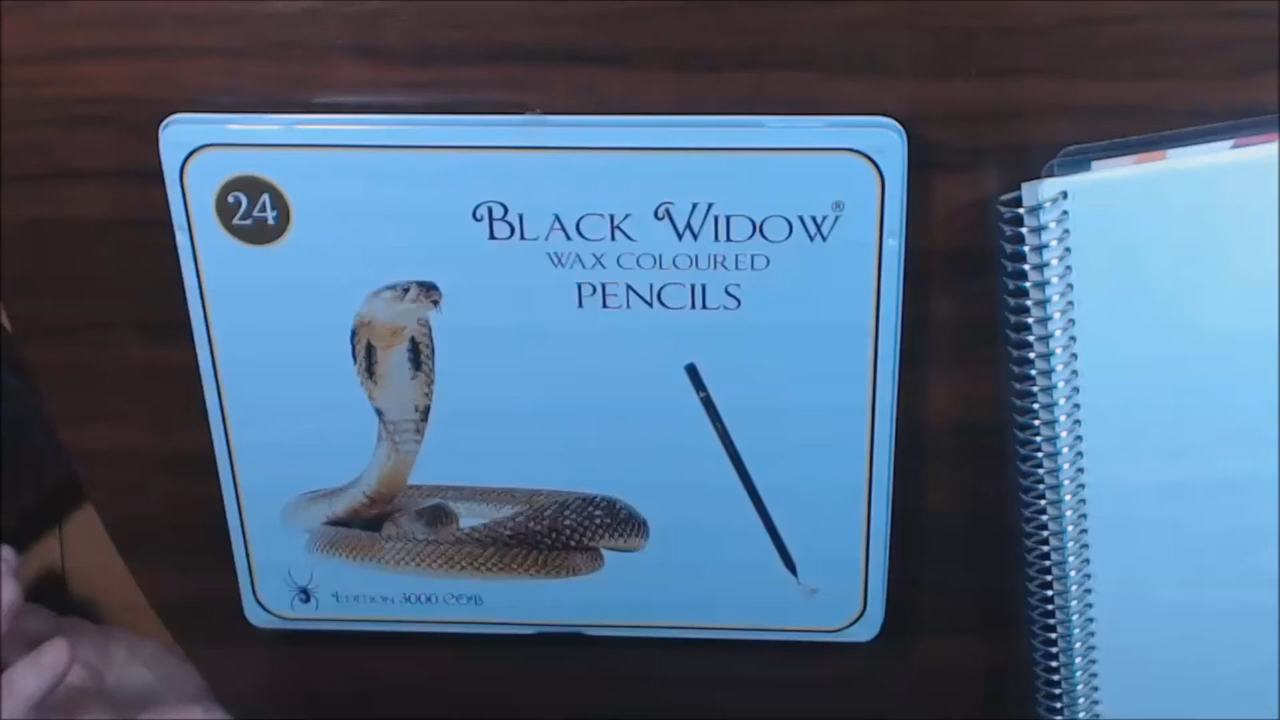 24
BLACK WIDOW®
WAX COLOURED
PENCILS
EDITION 3000 COB